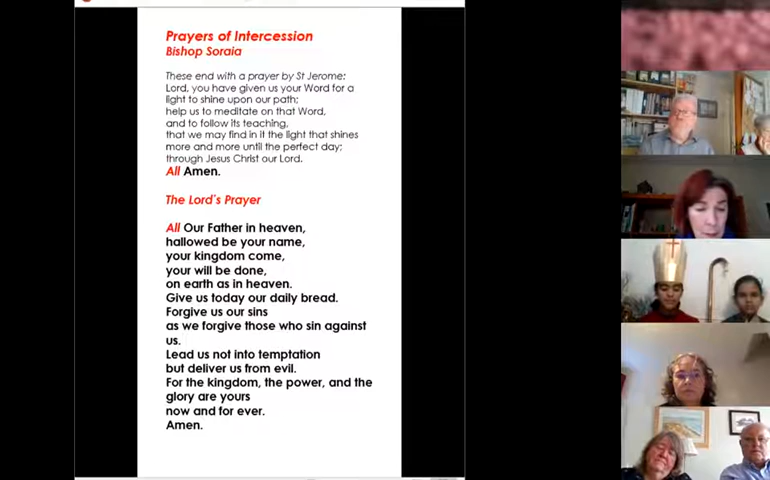 Prayers of Intercession
Bishop Soraia
These end with a prayer by St Jerome:
Lord, you have given us your Word for a
light to shine upon our path;
help us to meditate on that Word,
and to follow its teaching,
that we may find in it the light that shines
more and more until the perfect day;
through Jesus Christ our Lord.
All Amen.
The Lord's Prayer
All Our Father in heaven,
hallowed be your name,
your kingdom come,
your will be done,
on earth as in heaven.
Give us today our daily bread.
Forgive us our sins
as we forgive those who sin against
us.
Lead us not into temptation
but deliver us from evil.
For the kingdom, the power, and the
glory are yours
now and for ever.
Amen.